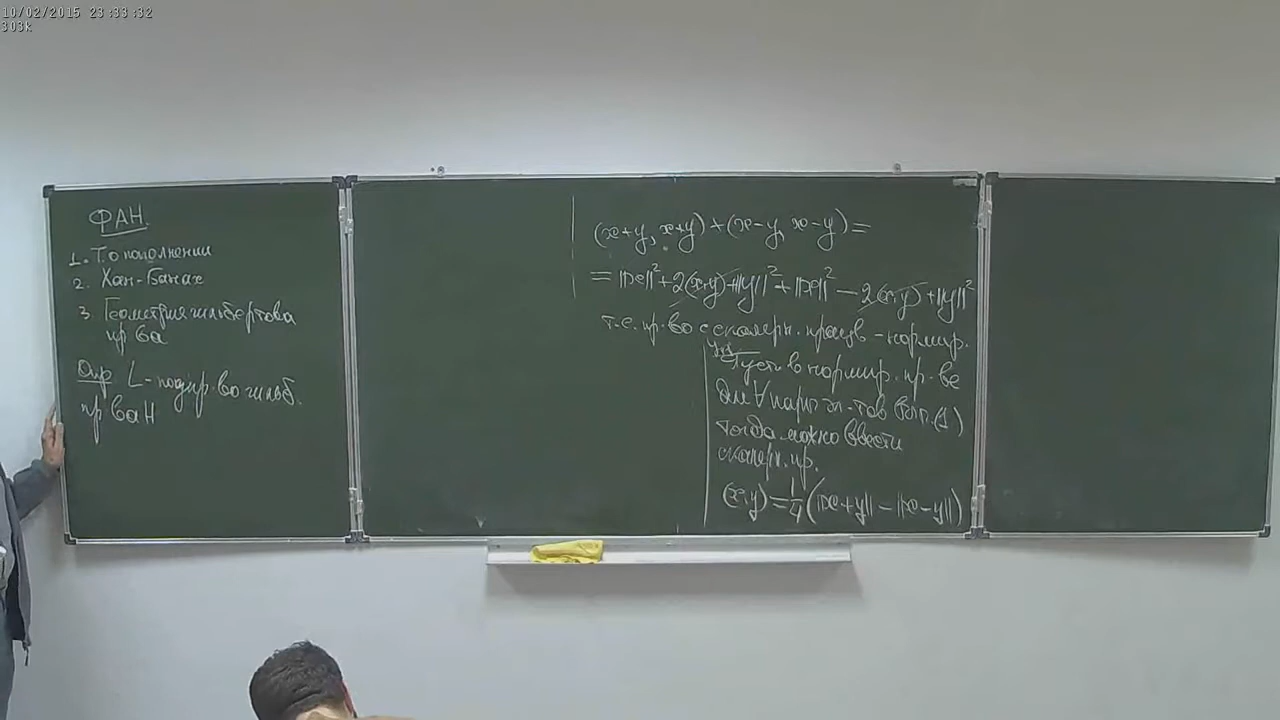 10/02/2015 23:33:32
303k
ФАН.
1. Т. о пополнении
2. Хан-Банах
3. Геометрия гильбертова
пр ва
Опр L-подпр.во гильб.
пр ва H
(x+y, x+y)+(x-y, x-y)=
=||x||²+2(x,y)+||y||²+||x||²-2(x,y)+||y||²
т.е. пр.во с скалярн. произв-нормир.
Упр
Пусть в нормир. пр-ве
для ∀ пары эл-тов вып. (1)
тогда можно ввести
скалярн. пр.
(x,y)=1/4(||x+y||-||x-y||)